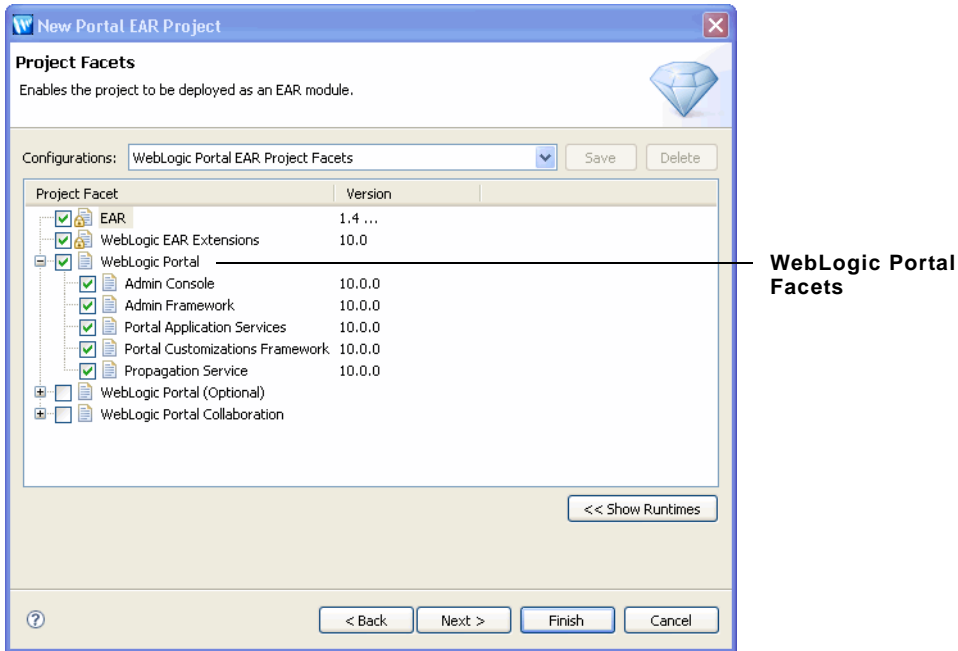 New Portal EAR Project
Project Facets
Enables the project to be deployed as an EAR module.
Configurations: WebLogic Portal EAR Project Facets Save Delete
Project Facet Version
EAR 1.4 ...
WebLogic EAR Extensions 10.0
WebLogic Portal
Admin Console 10.0.0
Admin Framework 10.0.0
Portal Application Services 10.0.0
Portal Customizations Framework 10.0.0
Propagation Service 10.0.0
WebLogic Portal (Optional)
WebLogic Portal Collaboration
WebLogic Portal
Facets
<< Show Runtimes
? < Back Next > Finish Cancel